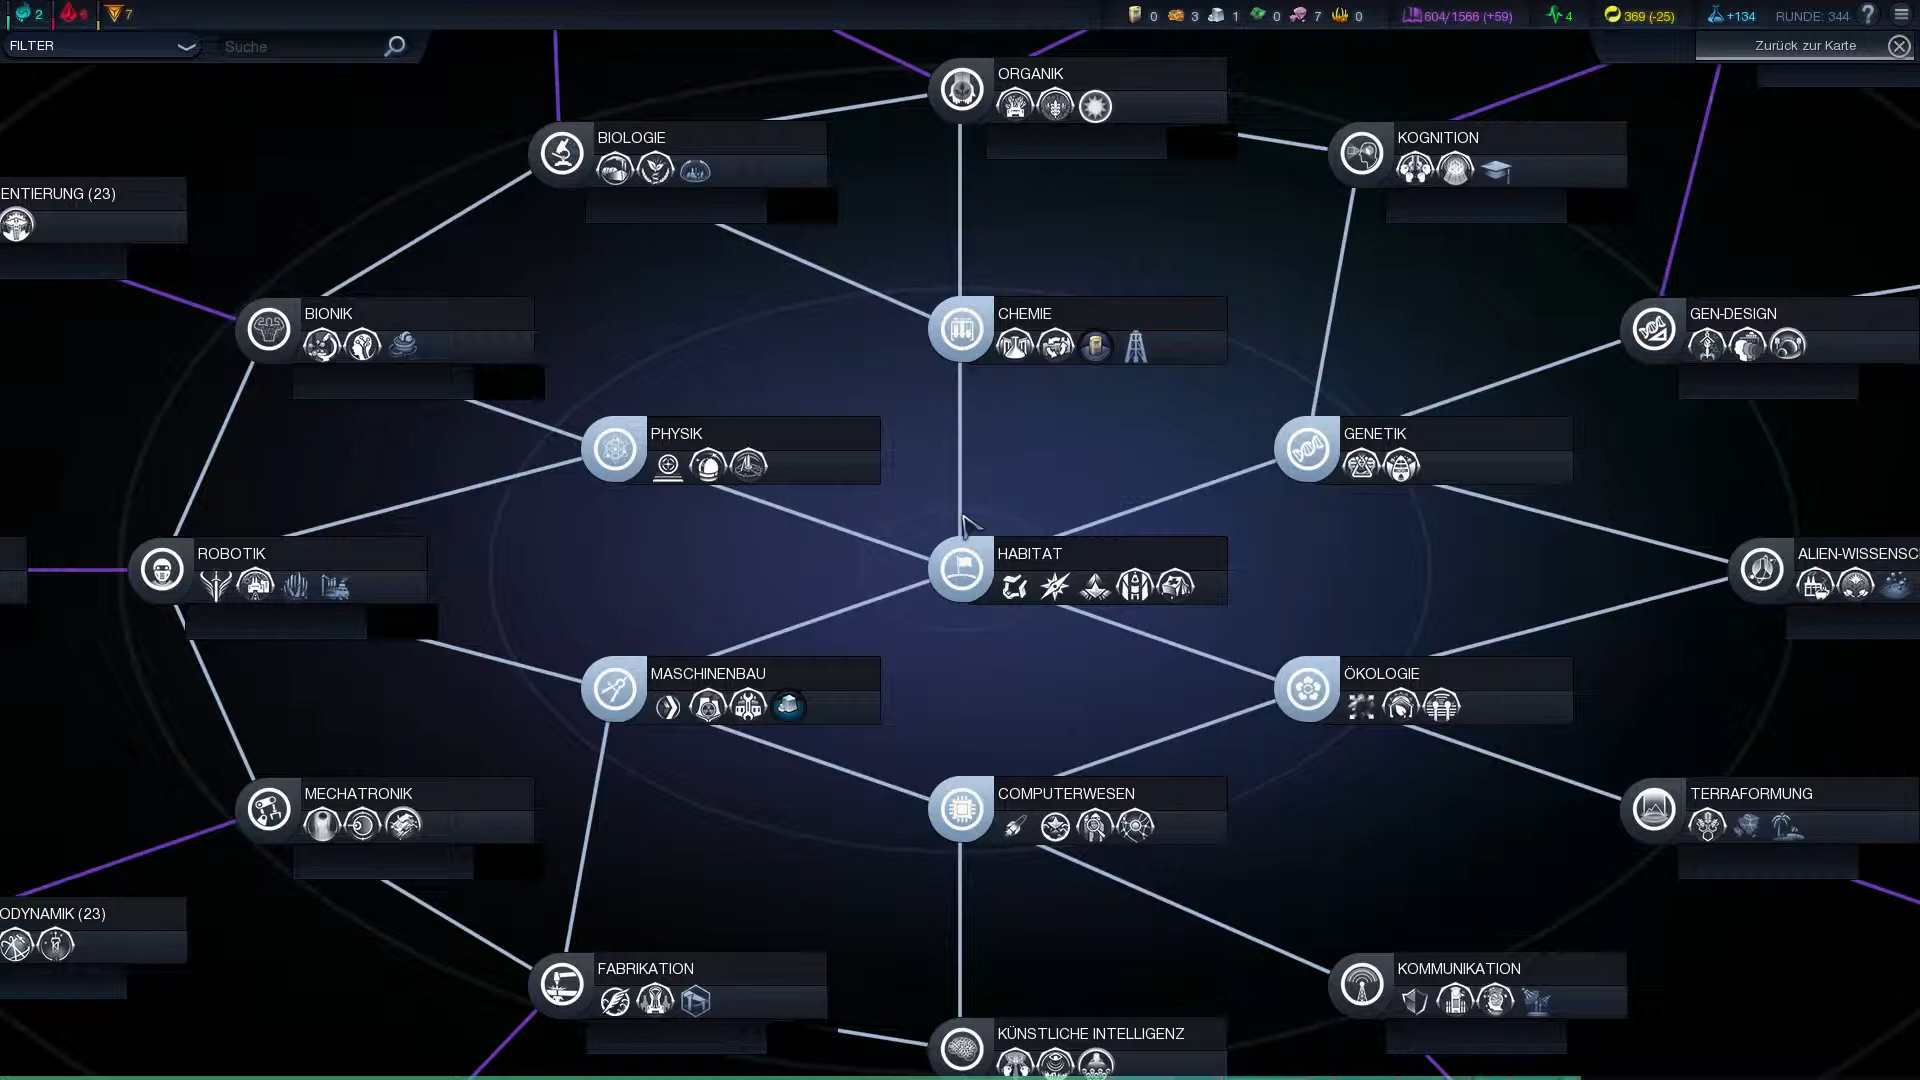 2 6 7
0 3 1 0 7 0 604/1566 (+59) 4 369 (-25) +134 RUNDE: 344 ?
FILTER
Suche
Zurück zur Karte
ORGANIK
BIOLOGIE
KOGNITION
ENTIERUNG (23)
BIONIK
CHEMIE
GEN-DESIGN
PHYSIK
GENETIK
ROBOTIK
HABITAT
ALIEN-WISSENSC
MASCHINENBAU
ÖKOLOGIE
MECHATRONIK
COMPUTERWESEN
TERRAFORMUNG
ODYNAMIK (23)
FABRIKATION
KOMMUNIKATION
KÜNSTLICHE INTELLIGENZ